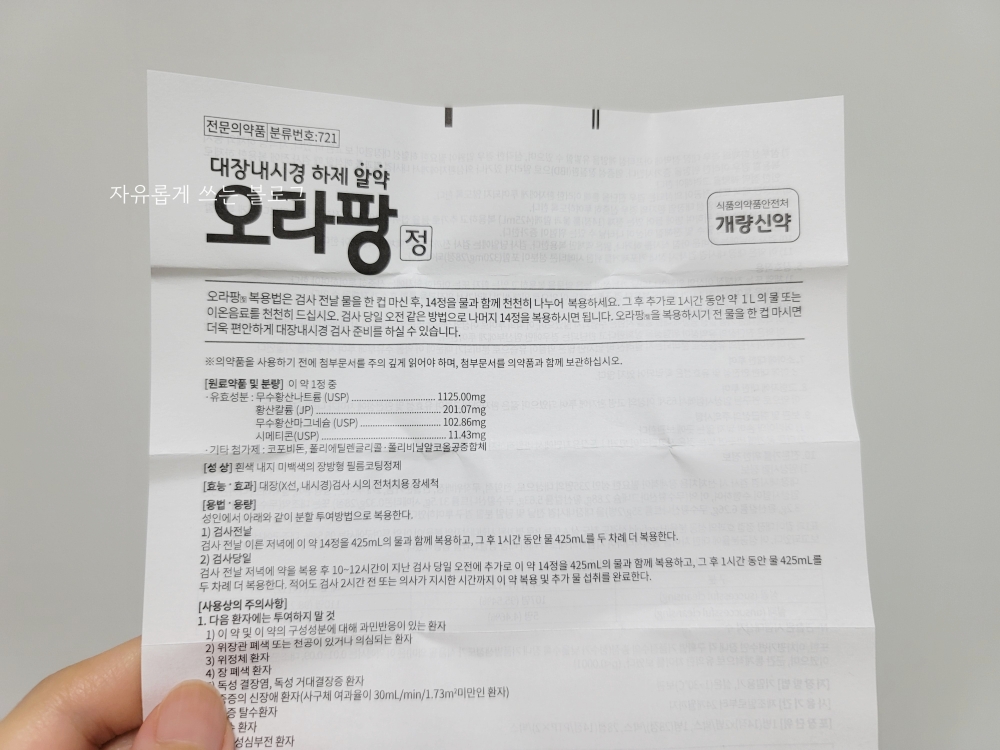 전문의약품 분류번호:721
대장내시경 하제 알약
자유롭게 쓰는 블로그
오라팡 정
식품의약품안전처
개량신약
오라팡정 복용법은 검사 전날 물을 한 컵 마신 후, 14정을 물과 함께 천천히 나누어 복용하세요. 그 후 추가로 1시간 동안 약 1L의 물 또는
이온음료를 천천히 드십시오. 검사 당일 오전 같은 방법으로 나머지 14정을 복용하시면 됩니다. 오라팡정을 복용하시기 전 물을 한 컵 마시면
더욱 편안하게 대장내시경 검사 준비를 하실 수 있습니다.
※의약품을 사용하기 전에 첨부문서를 주의 깊게 읽어야 하며, 첨부문서를 의약품과 함께 보관하십시오.
[원료약품 및 분량] 이 약 1정 중
·유효성분 : 무수황산나트륨 (USP) ................................ 1125.00mg
황산칼륨 (JP) ................................................ 201.07mg
무수황산마그네슘 (USP) ................................ 102.86mg
시메티콘(USP) ................................................ 11.43mg
·기타 첨가제 : 코포비돈, 폴리에틸렌글리콜·폴리비닐알코올공중합체
[성 상] 흰색 내지 미백색의 장방형 필름코팅정제
[효능·효과] 대장(X선, 내시경)검사 시의 전처치용 장세척
[용법·용량]
성인에서 아래와 같이 분할 투여방법으로 복용한다.
1) 검사전날
검사 전날 이른 저녁에 이 약 14정을 425mL의 물과 함께 복용하고, 그 후 1시간 동안 물 425mL를 두 차례 더 복용한다.
2) 검사당일
검사 전날 저녁에 약을 복용 후 10~12시간이 지난 검사 당일 오전에 추가로 이 약 14정을 425mL의 물과 함께 복용하고, 그 후 1시간 동안 물 425mL를
두 차례 더 복용한다. 적어도 검사 2시간 전 또는 의사가 지시한 시간까지 이 약 복용 및 추가 물 섭취를 완료한다.
[사용상의 주의사항]
1. 다음 환자에는 투여하지 말 것
1) 이 약 및 이 약의 구성성분에 대해 과민반응이 있는 환자
2) 위장관 폐색 또는 천공이 있거나 의심되는 환자
3) 위정체 환자
4) 장 폐색 환자
독성 결장염, 독성 거대결장증 환자
중증의 신장애 환자(사구체 여과율이 30mL/min/1.73m²미만인 환자)
증 탈수환자
환자
성심부전 환자